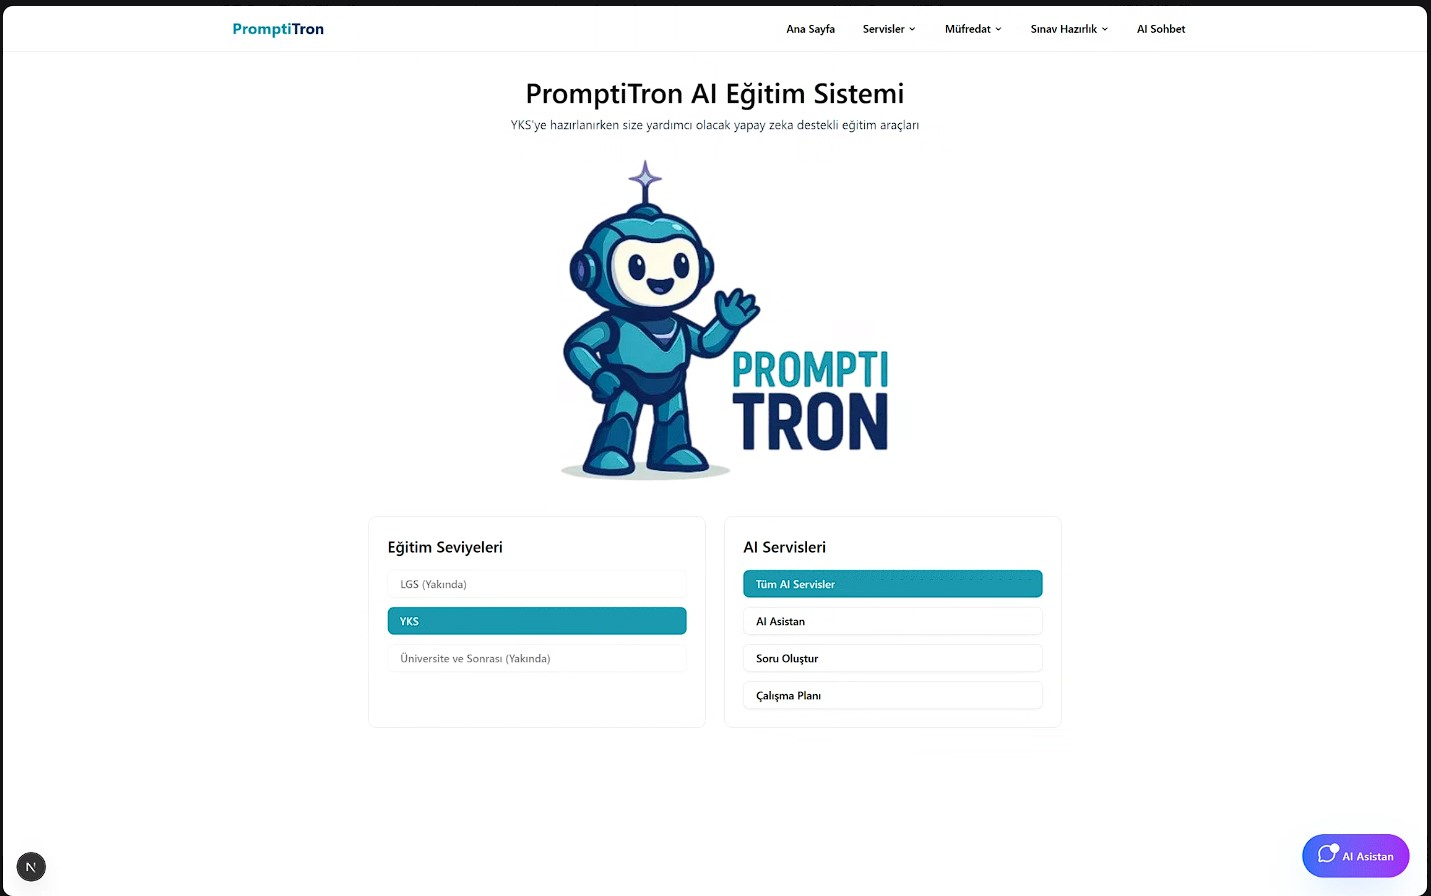 PromptiTron
Ana Sayfa
Servisler
Müfredat
Sınav Hazırlık
AI Sohbet
PromptiTron AI Eğitim Sistemi
YKS'ye hazırlanırken size yardımcı olacak yapay zeka destekli eğitim araçları
PROMPTI
TRON
Eğitim Seviyeleri
LGS (Yakında)
YKS
Üniversite ve Sonrası (Yakında)
AI Servisleri
Tüm AI Servisler
AI Asistan
Soru Oluştur
Çalışma Planı
N
AI Asistan